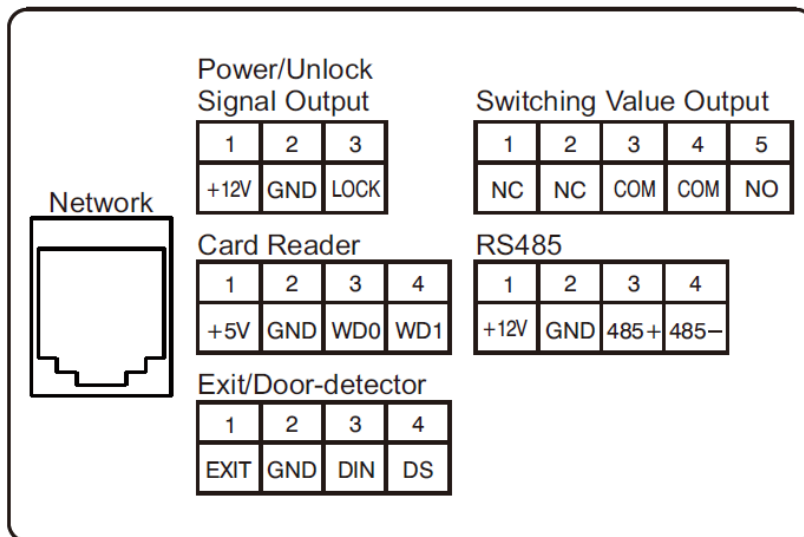 Power/Unlock
Signal Output
1 2 3
+12V GND LOCK
Switching Value Output
1 2 3 4 5
NC NC COM COM NO
Network
Card Reader
1 2 3 4
+5V GND WD0 WD1
RS485
1 2 3 4
+12V GND 485+ 485−
Exit/Door-detector
1 2 3 4
EXIT GND DIN DS